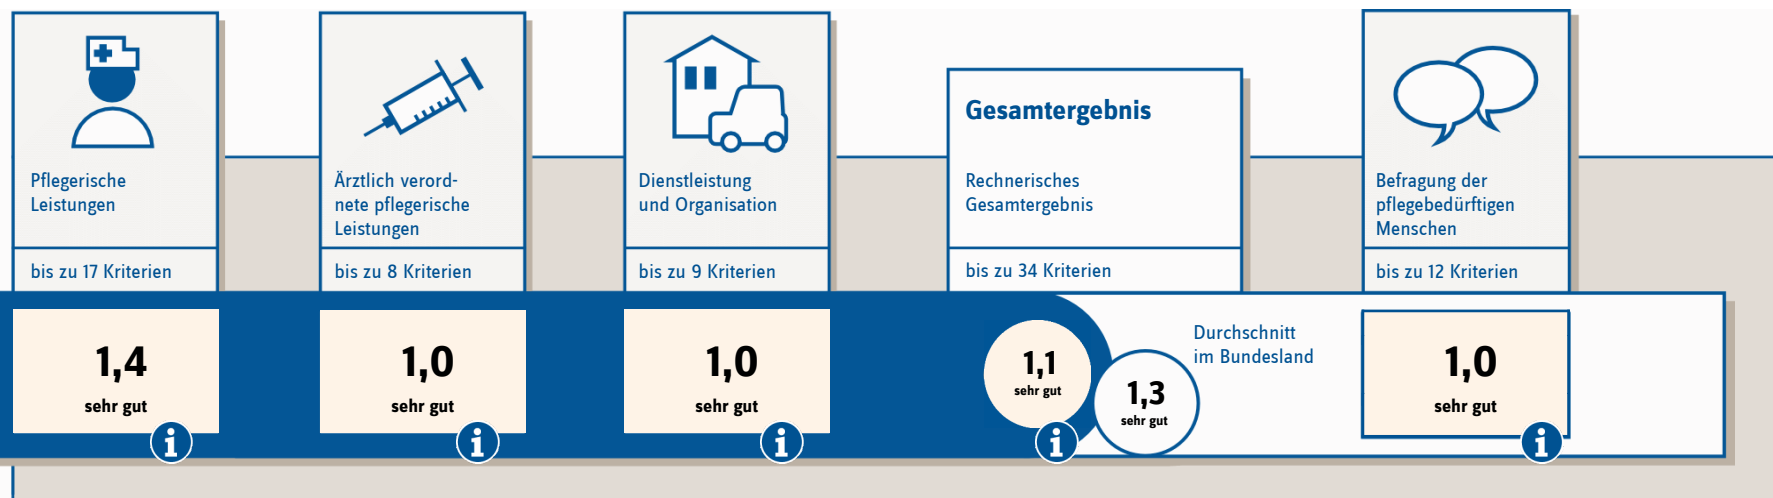 Pflegerische
Leistungen
bis zu 17 Kriterien
1,4
sehr gut
i
Ärztlich verord-
nete pflegerische
Leistungen
bis zu 8 Kriterien
1,0
sehr gut
i
Dienstleistung
und Organisation
bis zu 9 Kriterien
1,0
sehr gut
i
Gesamtergebnis
Rechnerisches
Gesamtergebnis
bis zu 34 Kriterien
1,1
sehr gut
i
1,3
sehr gut
Durchschnitt
im Bundesland
Befragung der
pflegebedürftigen
Menschen
bis zu 12 Kriterien
1,0
sehr gut
i